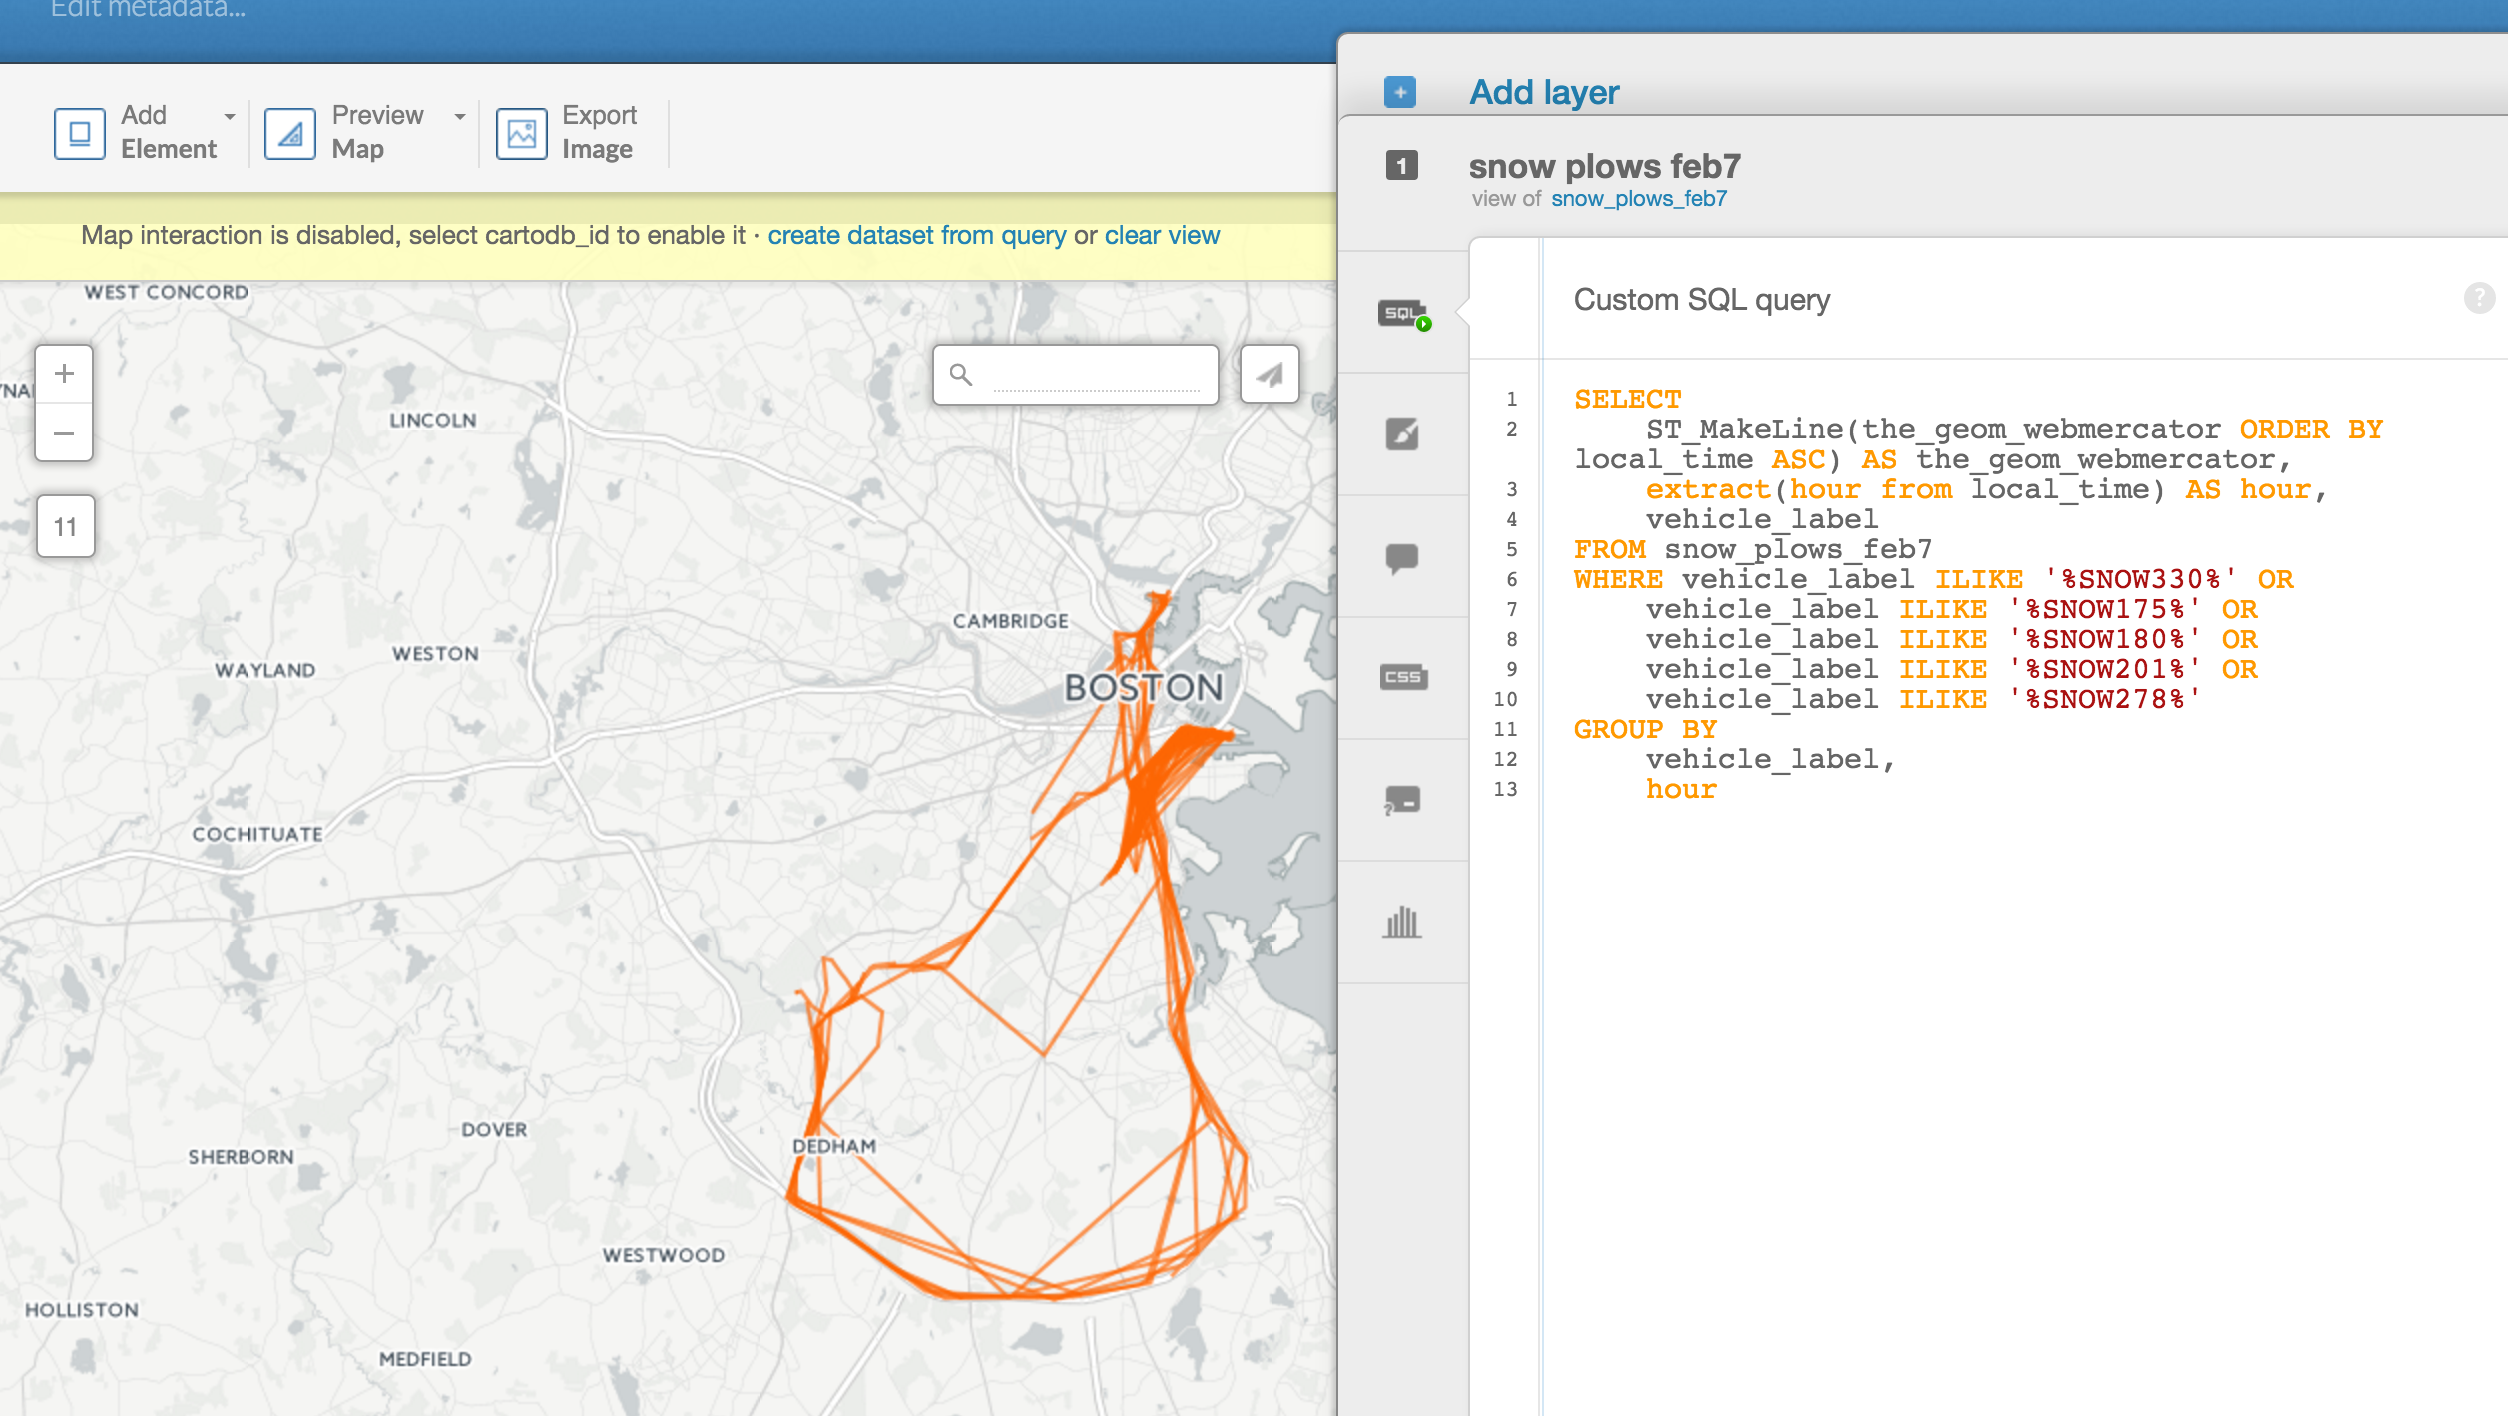 Edit metadata...
Add
Element
Preview
Map
Export
Image
Map interaction is disabled, select cartodb_id to enable it · create dataset from query or clear view
+
−
11
WEST CONCORD
LINCOLN
CAMBRIDGE
WESTON
WAYLAND
BOSTON
COCHITUATE
DEDHAM
DOVER
SHERBORN
WESTWOOD
HOLLISTON
MEDFIELD
+
Add layer
1
snow plows feb7
view of snow_plows_feb7
SQL
CSS
?
Custom SQL query
?
1 SELECT
2 ST_MakeLine(the_geom_webmercator ORDER BY
local_time ASC) AS the_geom_webmercator,
3 extract(hour from local_time) AS hour,
4 vehicle_label
5 FROM snow_plows_feb7
6 WHERE vehicle_label ILIKE '%SNOW330%' OR
7 vehicle_label ILIKE '%SNOW175%' OR
8 vehicle_label ILIKE '%SNOW180%' OR
9 vehicle_label ILIKE '%SNOW201%' OR
10 vehicle_label ILIKE '%SNOW278%'
11 GROUP BY
12 vehicle_label,
13 hour